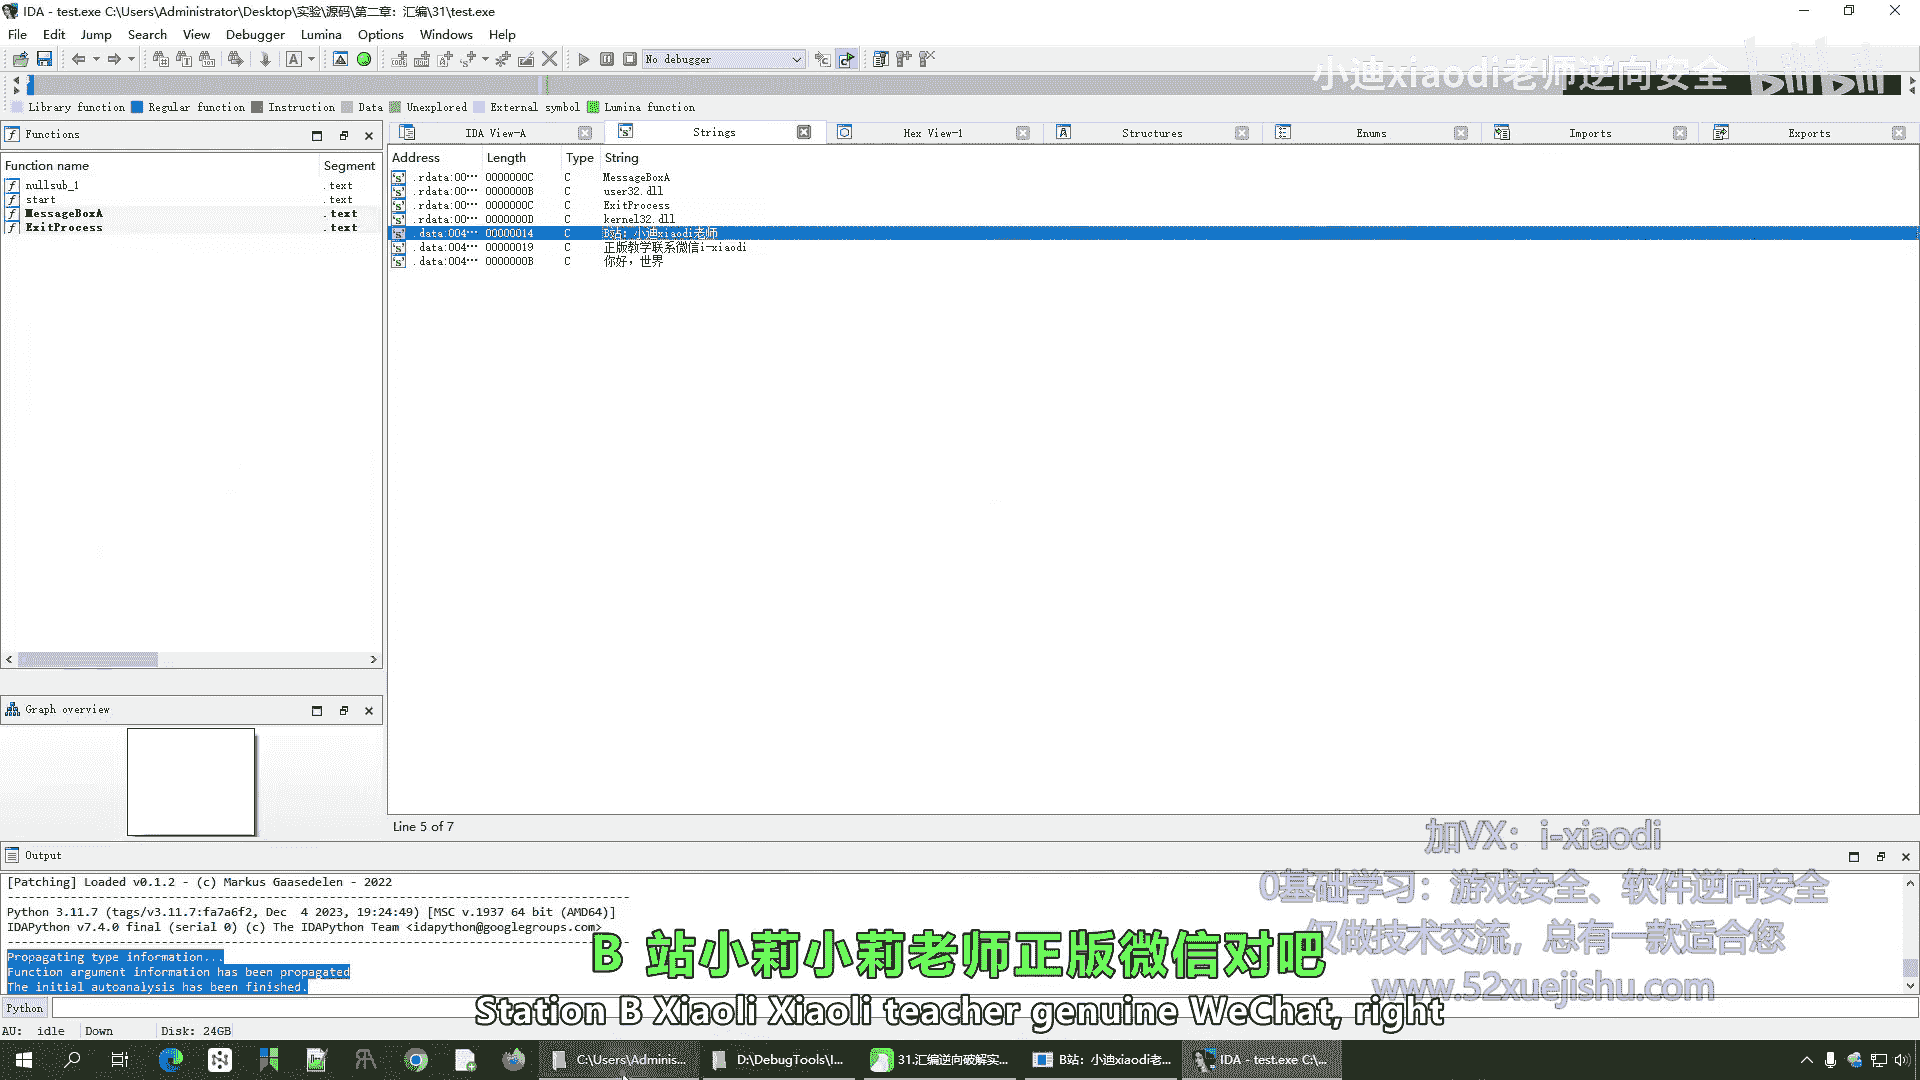 IDA - test.exe C:\Users\Administrator\Desktop\实验\源码\第二章：汇编\31\test.exe
File Edit Jump Search View Debugger Lumina Options Windows Help
No debugger
小迪xiaodi老师逆向安全 bilibili
Library function Regular function Instruction Data Unexplored External symbol Lumina function
Functions
IDA View-A Strings Hex View-1 Structures Enums Imports Exports
Function name Segment
nullsub_1 .text
start .text
MessageBoxA .text
ExitProcess .text
Address Length Type String
.rdata:00··· 0000000C C MessageBoxA
.rdata:00··· 0000000B C user32.dll
.rdata:00··· 0000000C C ExitProcess
.rdata:00··· 0000000D C kernel32.dll
.data:004··· 00000014 C B站：小迪xiaodi老师
.data:004··· 00000019 C 正版教学联系微信i-xiaodi
.data:004··· 0000000B C 你好，世界
Graph overview
Line 5 of 7
加VX：i-xiaodi
0基础学习：游戏安全、软件逆向安全
仅做技术交流，总有一款适合您
www.52xuejishu.com
Output
[Patching] Loaded v0.1.2 - (c) Markus Gaasedelen - 2022
Python 3.11.7 (tags/v3.11.7:fa7a6f2, Dec 4 2023, 19:24:49) [MSC v.1937 64 bit (AMD64)]
IDAPython v7.4.0 final (serial 0) (c) The IDAPython Team <idapython@googlegroups.com>
Propagating type information...
Function argument information has been propagated
The initial autoanalysis has been finished.
B 站小莉小莉老师正版微信对吧
Station B Xiaoli Xiaoli teacher genuine WeChat, right
Python
AU: idle Down Disk: 24GB
C:\Users\Adminis... D:\DebugTools\I... 31.汇编逆向破解实... B站：小迪xiaodi老... IDA - test.exe C:\...